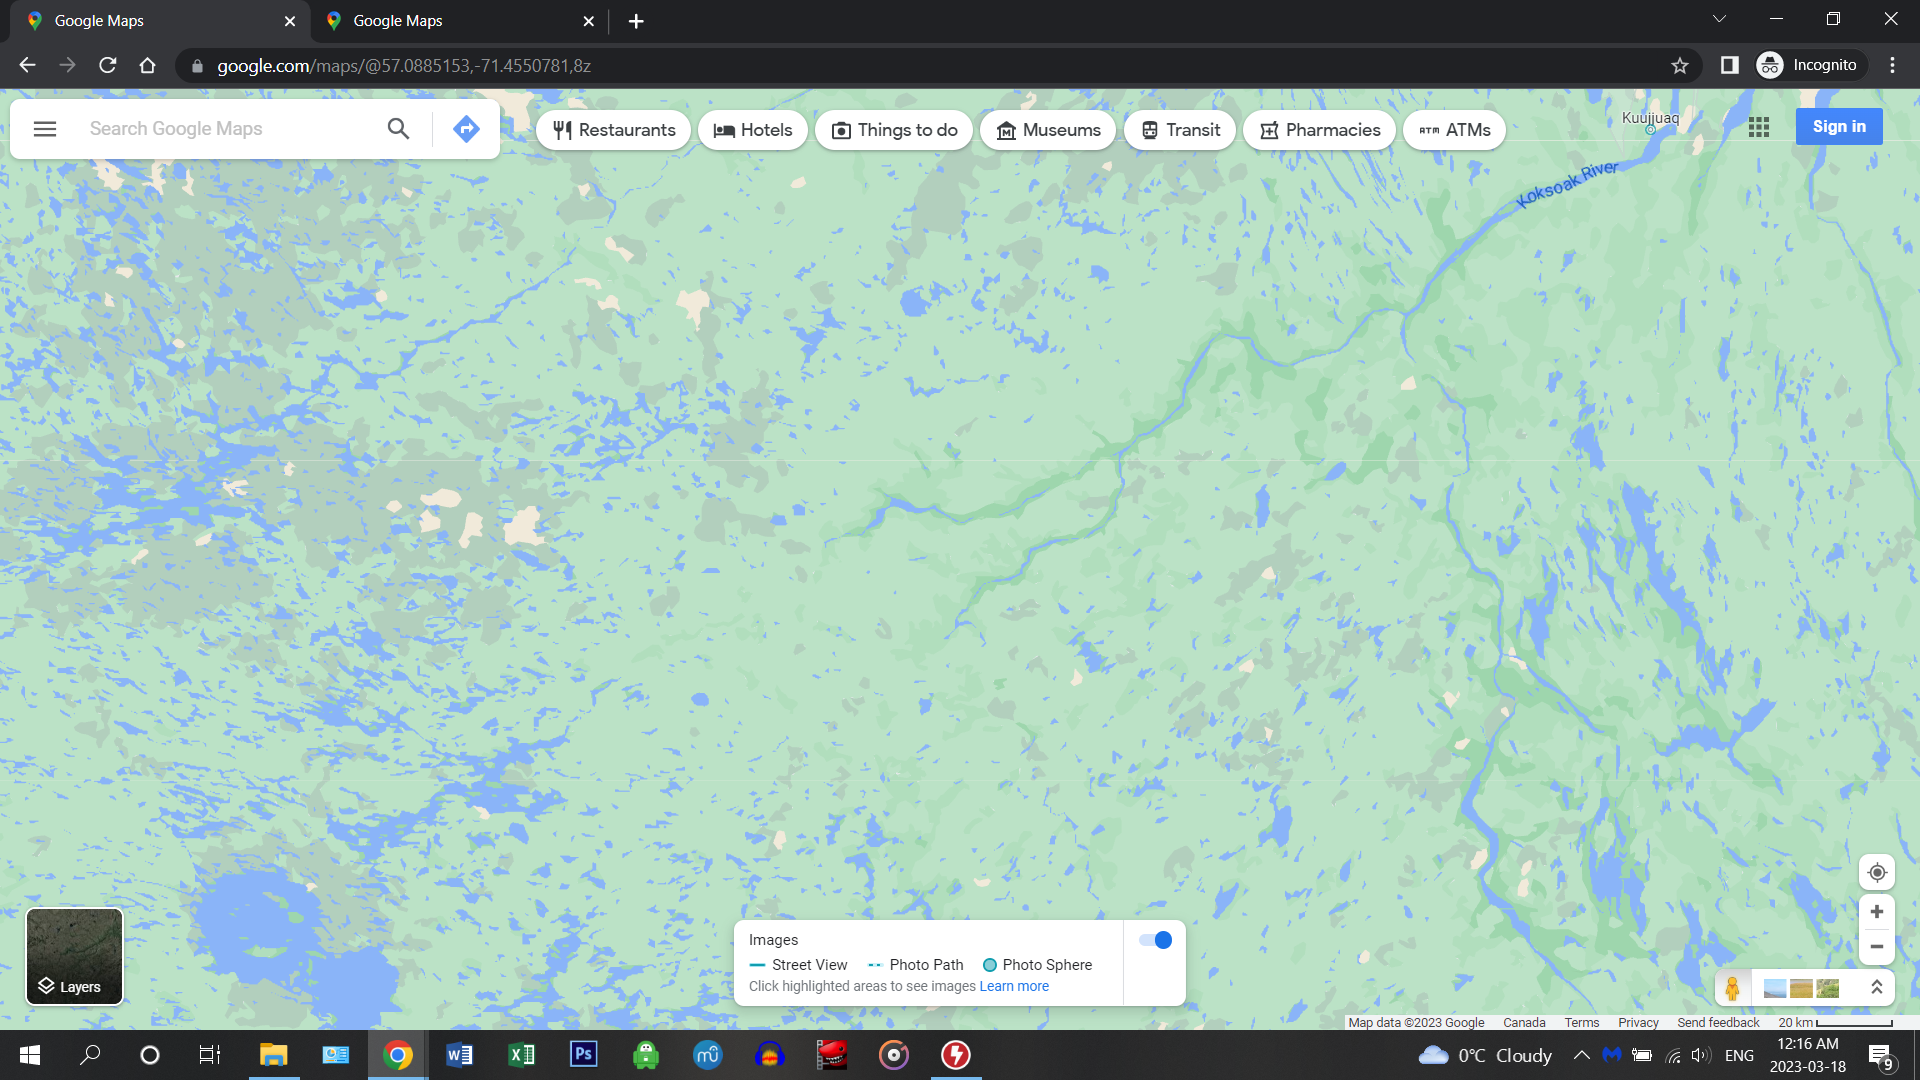 Google Maps
Google Maps
google.com/maps/@57.0885153,-71.4550781,8z
Incognito
Search Google Maps
Restaurants
Hotels
Things to do
Museums
Transit
Pharmacies
ATM ATMs
Kuujjuaq
Sign in
Koksoak River
Layers
Images
Street View
Photo Path
Photo Sphere
Click highlighted areas to see images Learn more
Map data ©2023 Google
Canada
Terms
Privacy
Send feedback
20 km
W
X
Ps
mu
0°C Cloudy
ENG
12:16 AM
2023-03-18
9